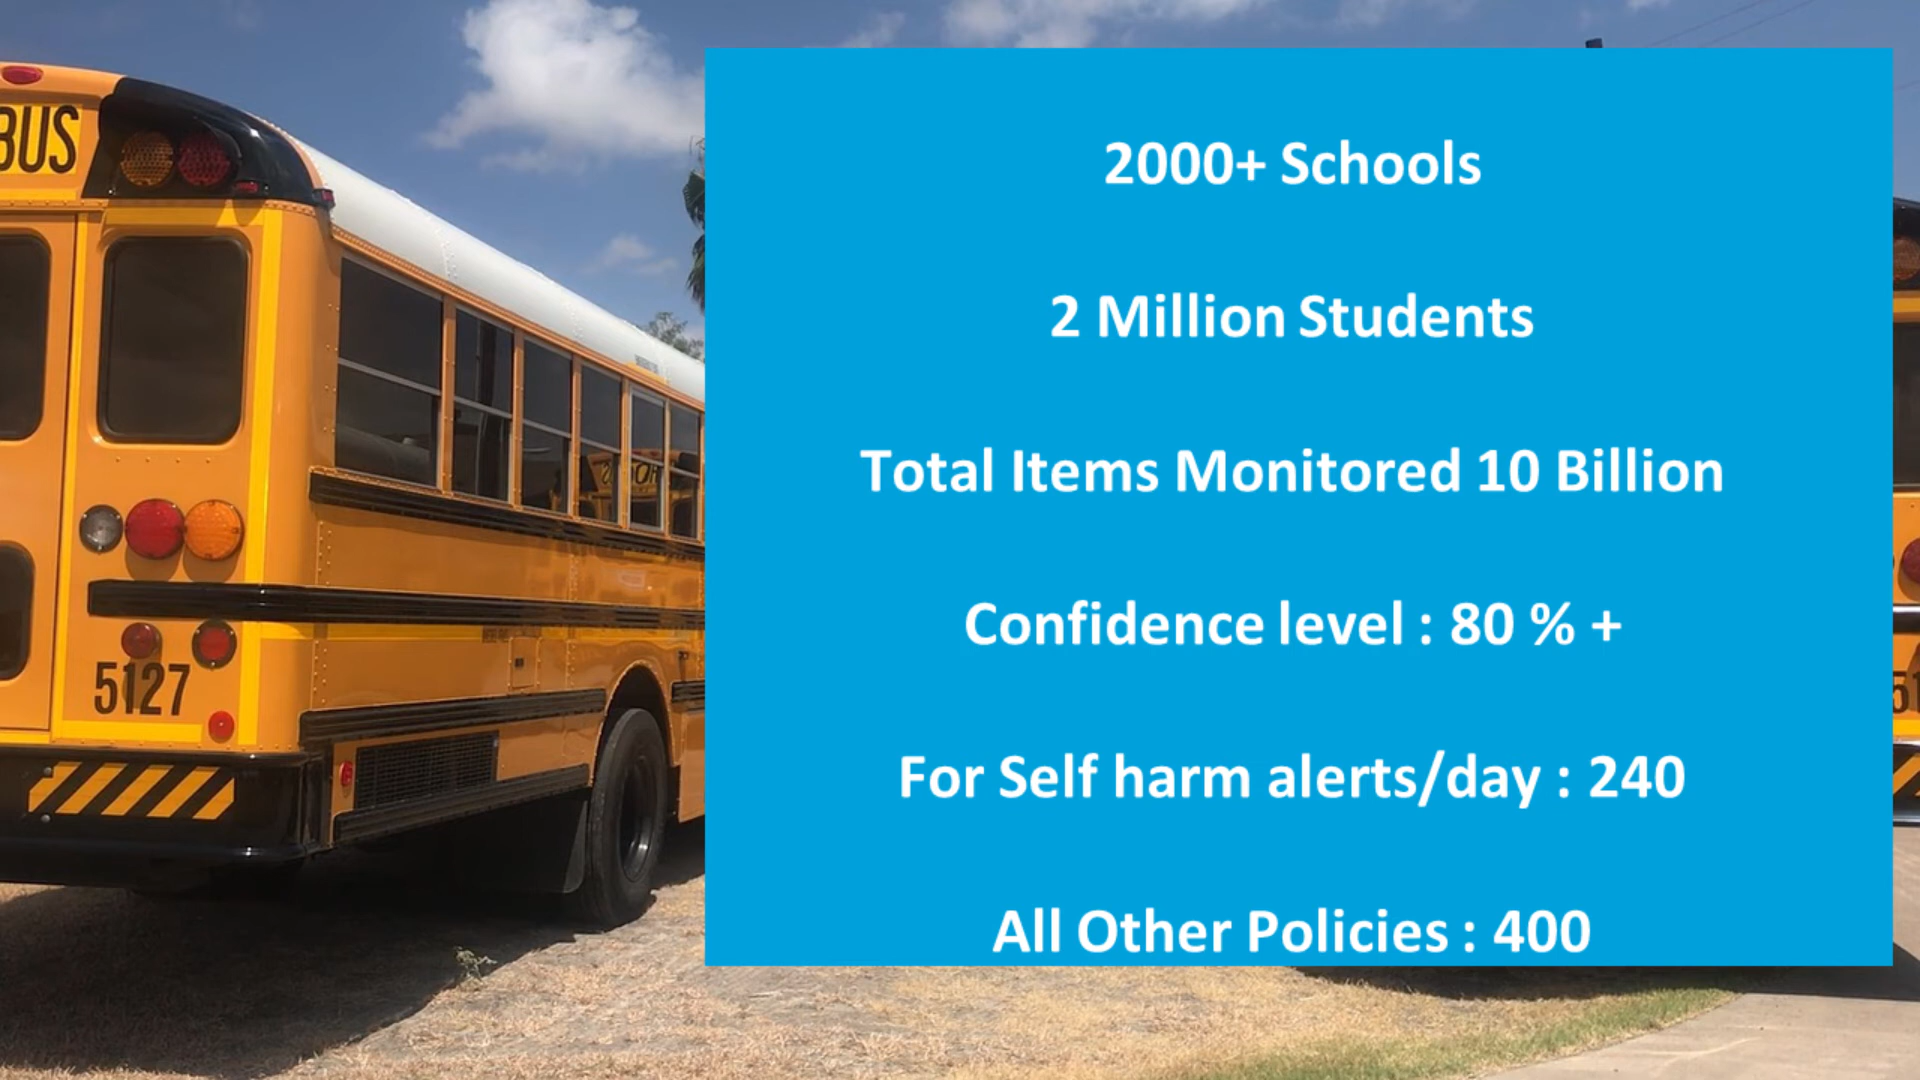 BUS
5127
2000+ Schools
2 Million Students
Total Items Monitored 10 Billion
Confidence level : 80 % +
For Self harm alerts/day : 240
All Other Policies : 400